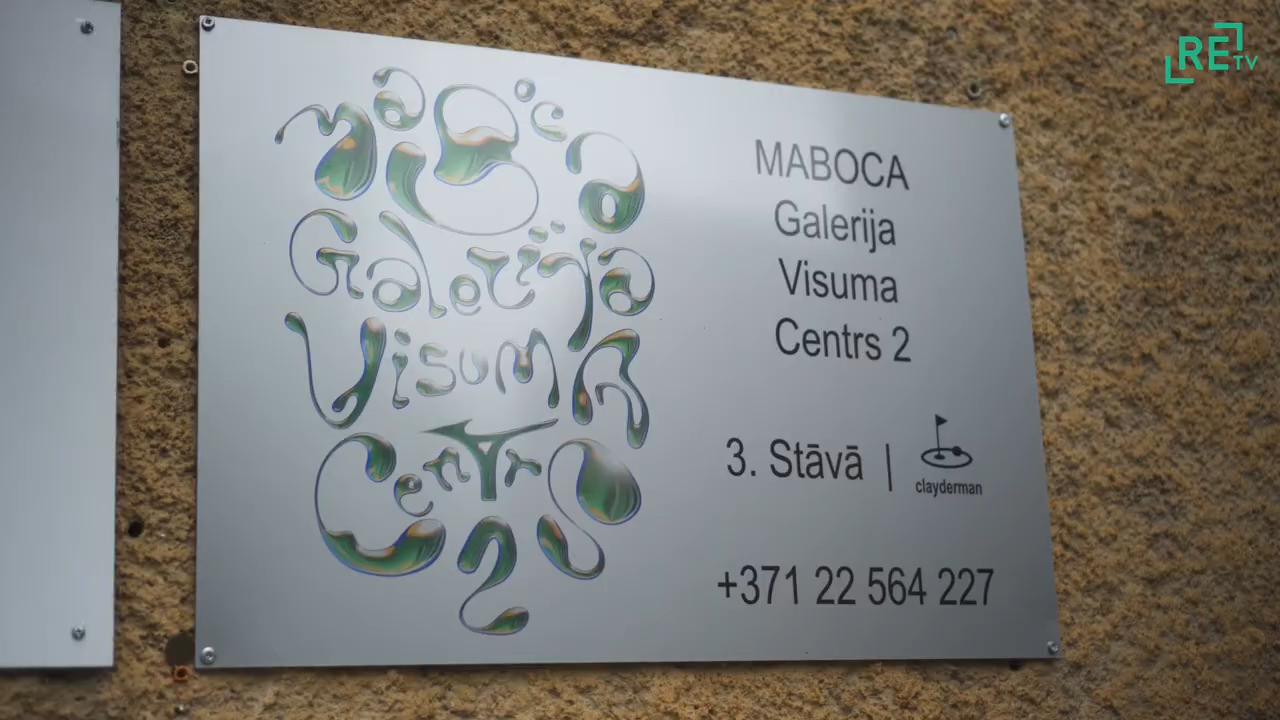 MaBoca
Galerija
Visuma
Centrs
2
MABOCA
Galerija
Visuma
Centrs 2
3. Stāvā |
clayderman
+371 22 564 227
RE TV